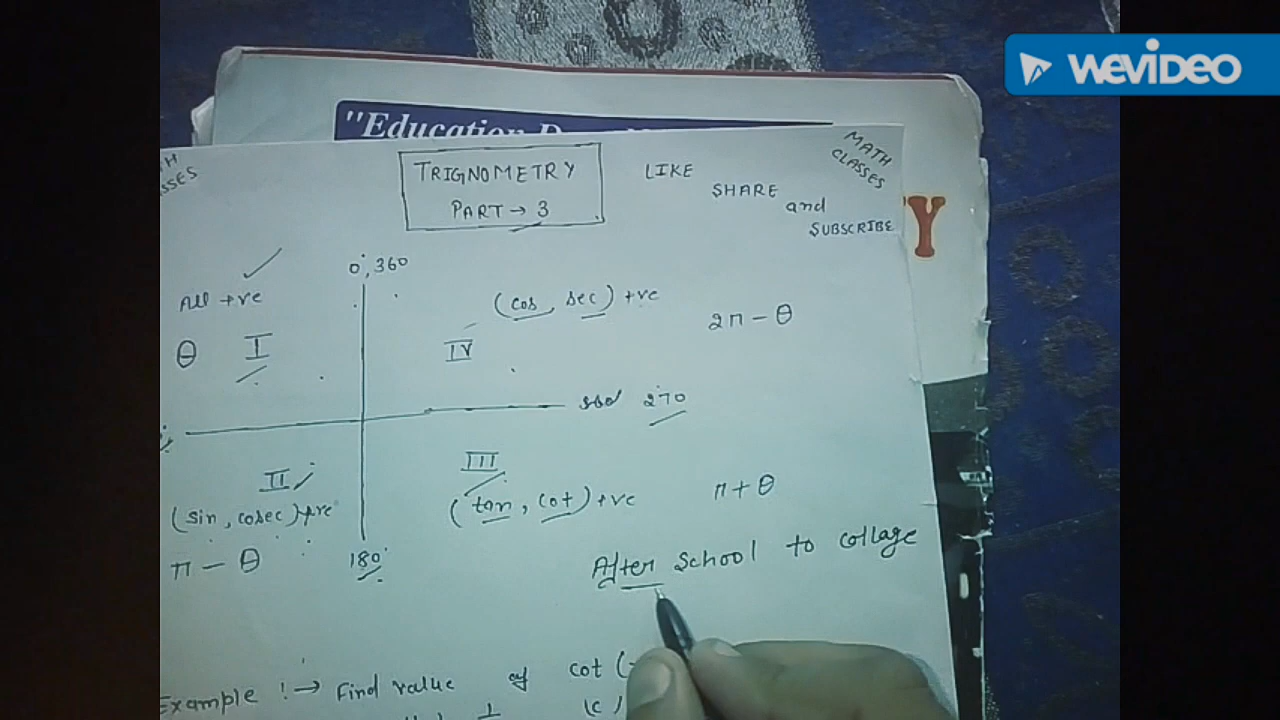 WEVIDEO
"Education
MATH
CLASSES
TRIGNOMETRY
PART → 3
LIKE
SHARE
and
SUBSCRIBE
Y
0°, 360
All +ve
(cos, sec) +ve
2π − θ
θ I
IV
270
II
III
(sin, cosec) +ve
(tan, cot) +ve
π + θ
π − θ
180°
After school to collage
Example :→ Find value of cot (
(c)